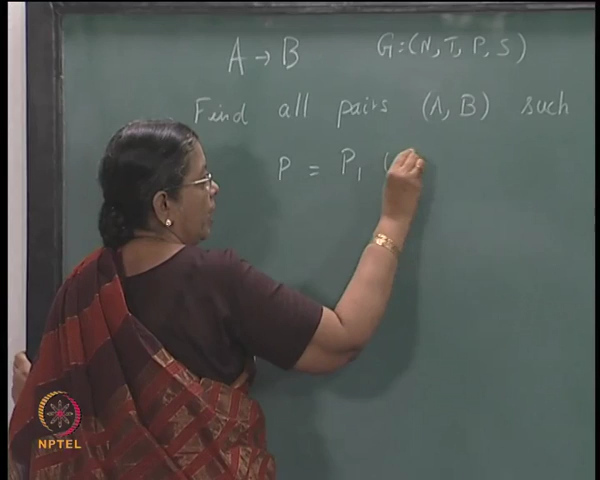 A → B G = (N, T, P, S)
Find all pairs (A, B) such
P = P₁ (
NPTEL